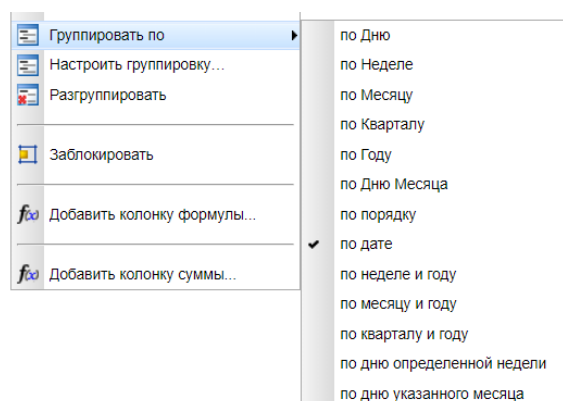 Группировать по
Настроить группировку...
Разгруппировать
Заблокировать
f(x) Добавить колонку формулы...
f(x) Добавить колонку суммы...
по Дню
по Неделе
по Месяцу
по Кварталу
по Году
по Дню Месяца
по порядку
по дате
по неделе и году
по месяцу и году
по кварталу и году
по дню определенной недели
по дню указанного месяца